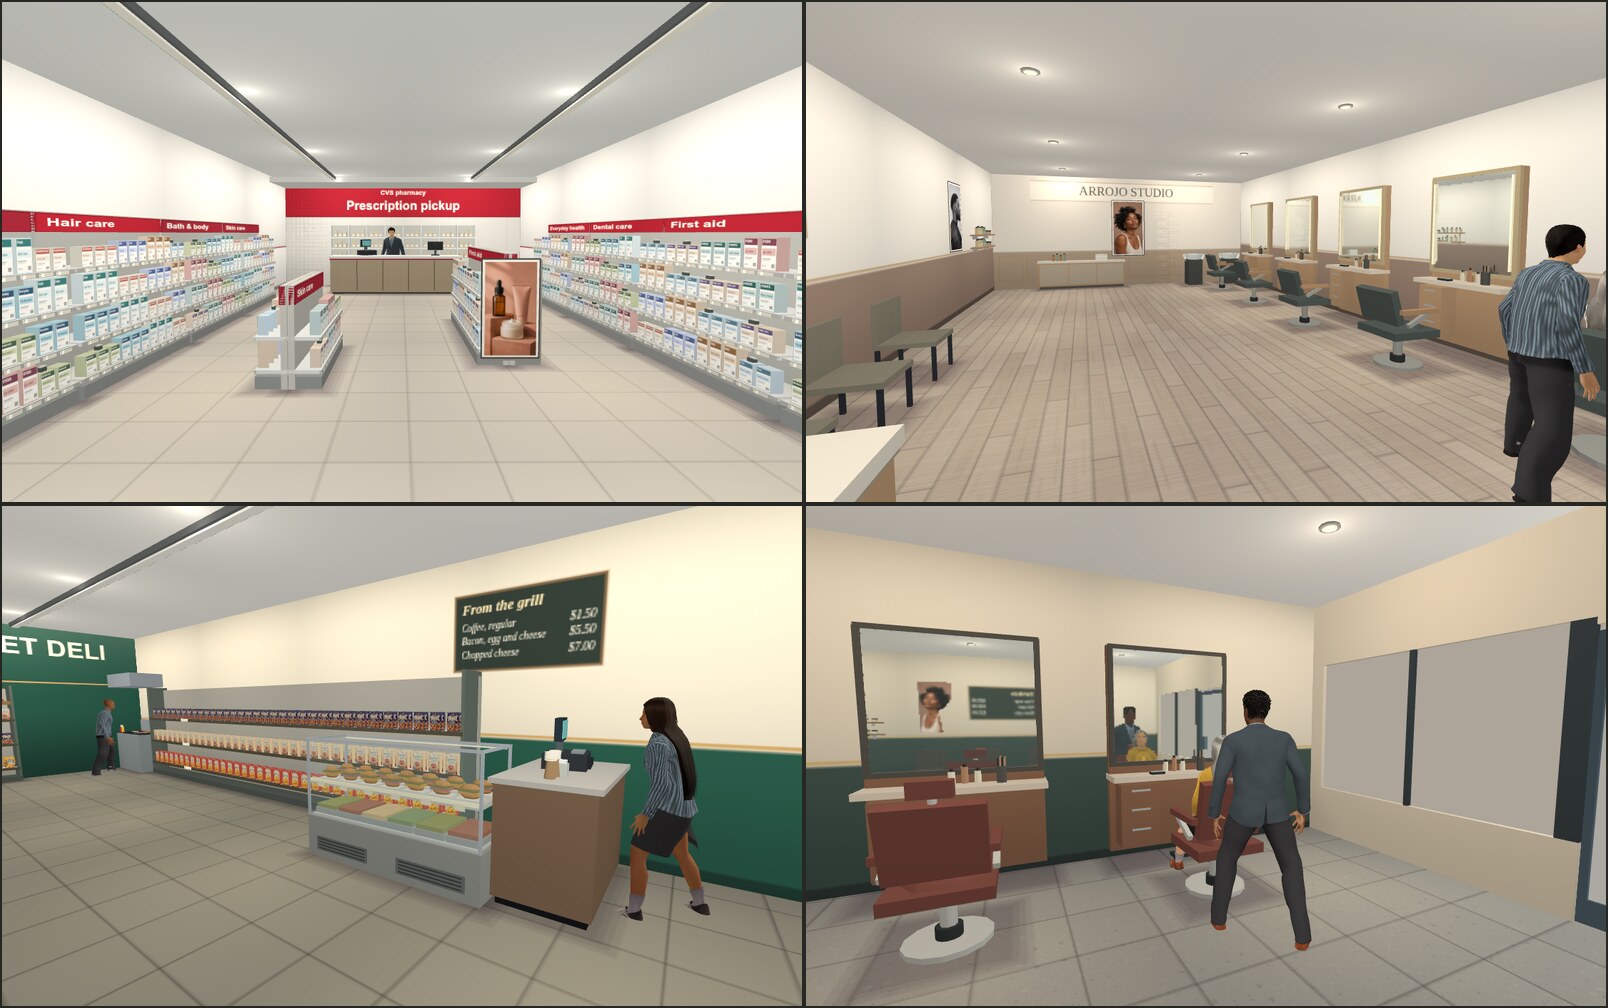 CVS pharmacy
Prescription pickup
Hair care
Bath & body
Skin care
Everyday health
Dental care
First aid
Skin care
ARROJO STUDIO
ET DELI
From the grill
Coffee, regular $1.50
Bacon, egg and cheese $5.50
Chopped cheese $7.00